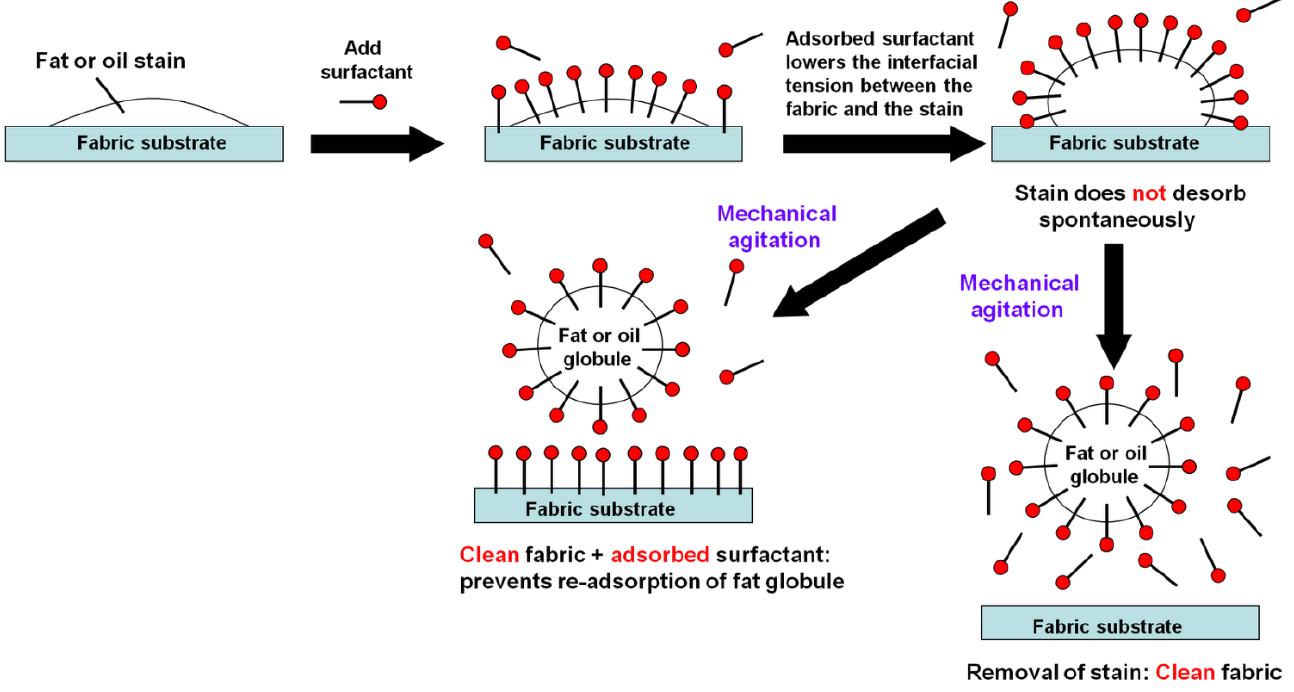 Fat or oil stain
Fabric substrate
Add
surfactant
Fabric substrate
Adsorbed surfactant
lowers the interfacial
tension between the
fabric and the stain
Fabric substrate
Stain does not desorb
spontaneously
Mechanical
agitation
Mechanical
agitation
Fat or oil
globule
Fabric substrate
Clean fabric + adsorbed surfactant:
prevents re-adsorption of fat globule
Fat or oil
globule
Fabric substrate
Removal of stain: Clean fabric